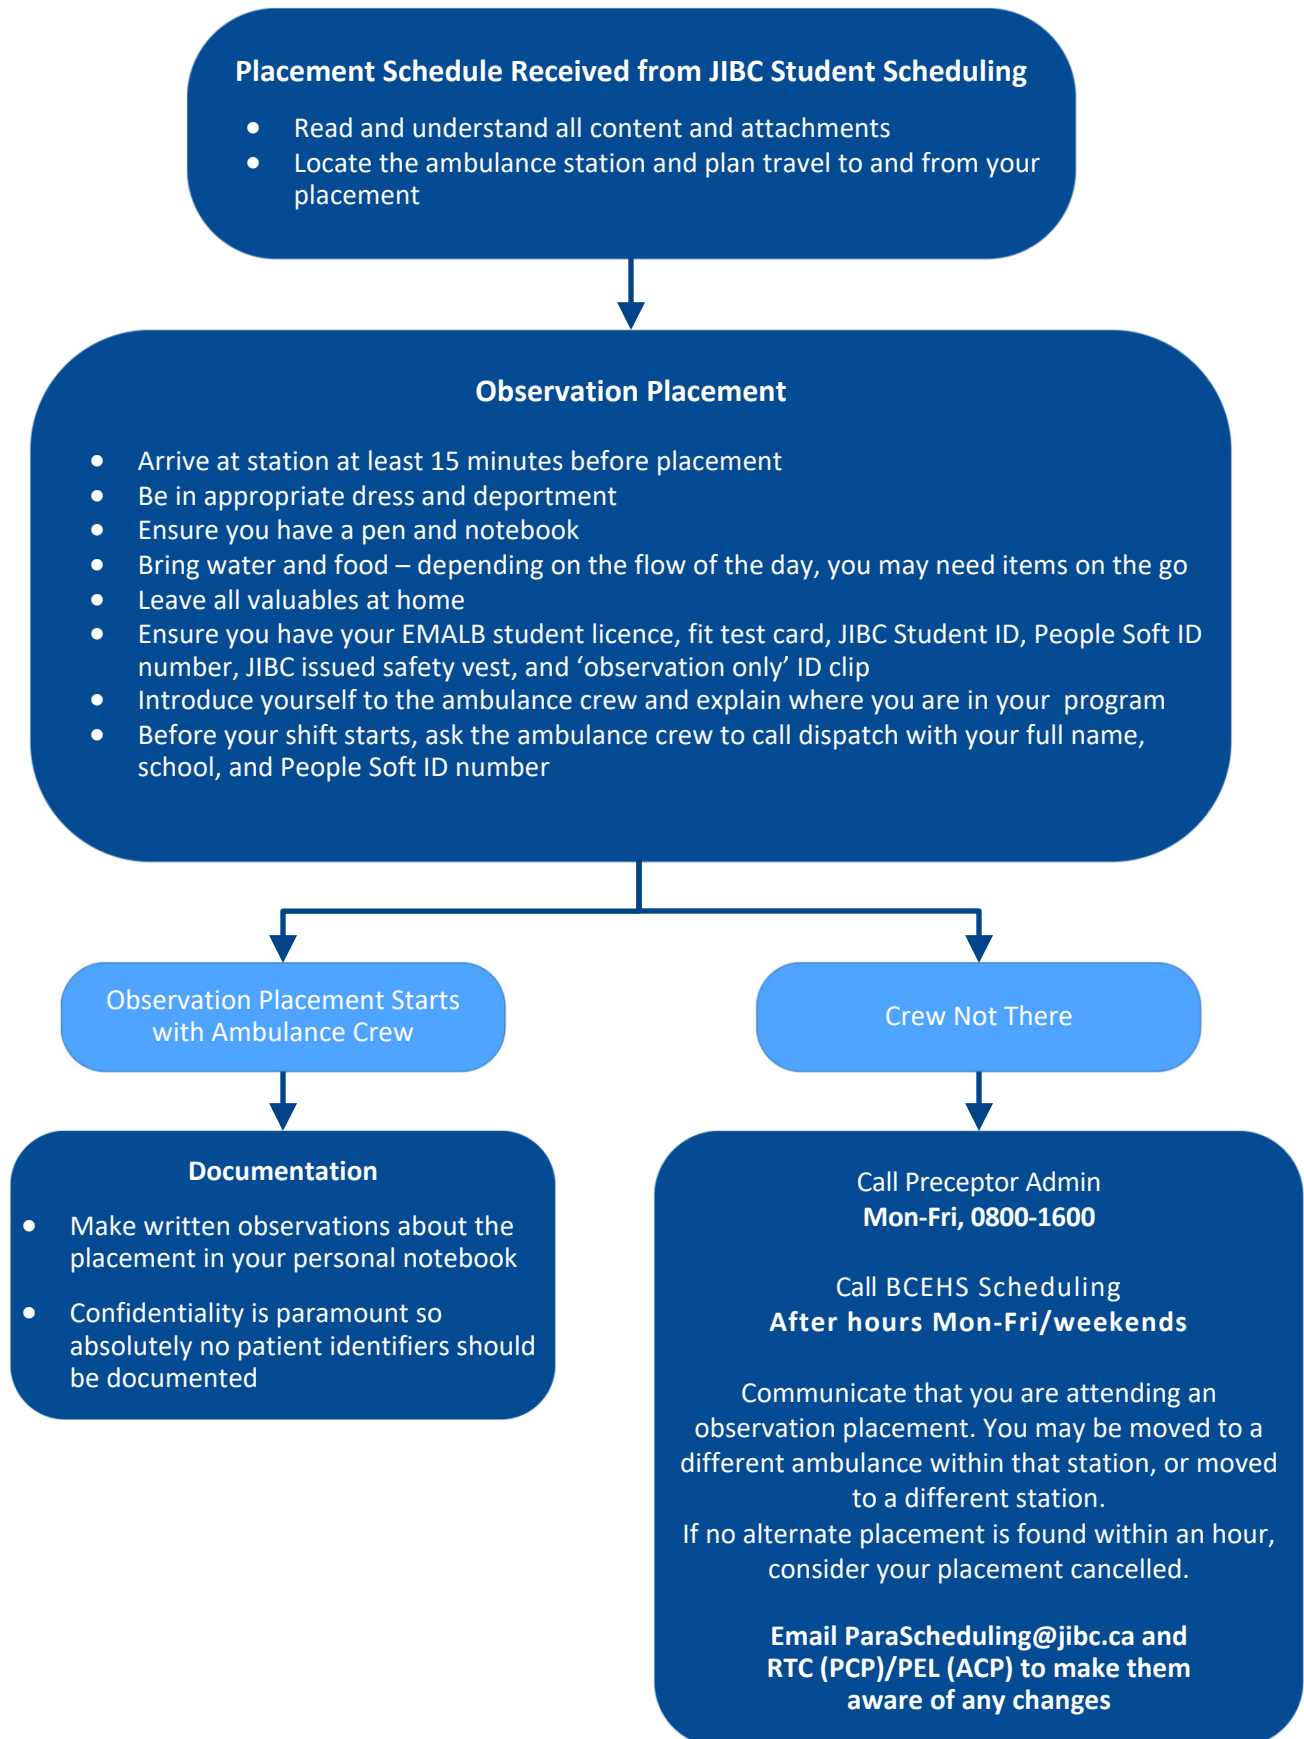 Placement Schedule Received from JIBC Student Scheduling
● Read and understand all content and attachments
● Locate the ambulance station and plan travel to and from your
placement
Observation Placement
● Arrive at station at least 15 minutes before placement
● Be in appropriate dress and deportment
● Ensure you have a pen and notebook
● Bring water and food – depending on the flow of the day, you may need items on the go
● Leave all valuables at home
● Ensure you have your EMALB student licence, fit test card, JIBC Student ID, People Soft ID
number, JIBC issued safety vest, and ‘observation only’ ID clip
● Introduce yourself to the ambulance crew and explain where you are in your program
● Before your shift starts, ask the ambulance crew to call dispatch with your full name,
school, and People Soft ID number
Observation Placement Starts
with Ambulance Crew
Crew Not There
Documentation
● Make written observations about the
placement in your personal notebook
● Confidentiality is paramount so
absolutely no patient identifiers should
be documented
Call Preceptor Admin
Mon-Fri, 0800-1600
Call BCEHS Scheduling
After hours Mon-Fri/weekends
Communicate that you are attending an
observation placement. You may be moved to a
different ambulance within that station, or moved
to a different station.
If no alternate placement is found within an hour,
consider your placement cancelled.
Email ParaScheduling@jibc.ca and
RTC (PCP)/PEL (ACP) to make them
aware of any changes